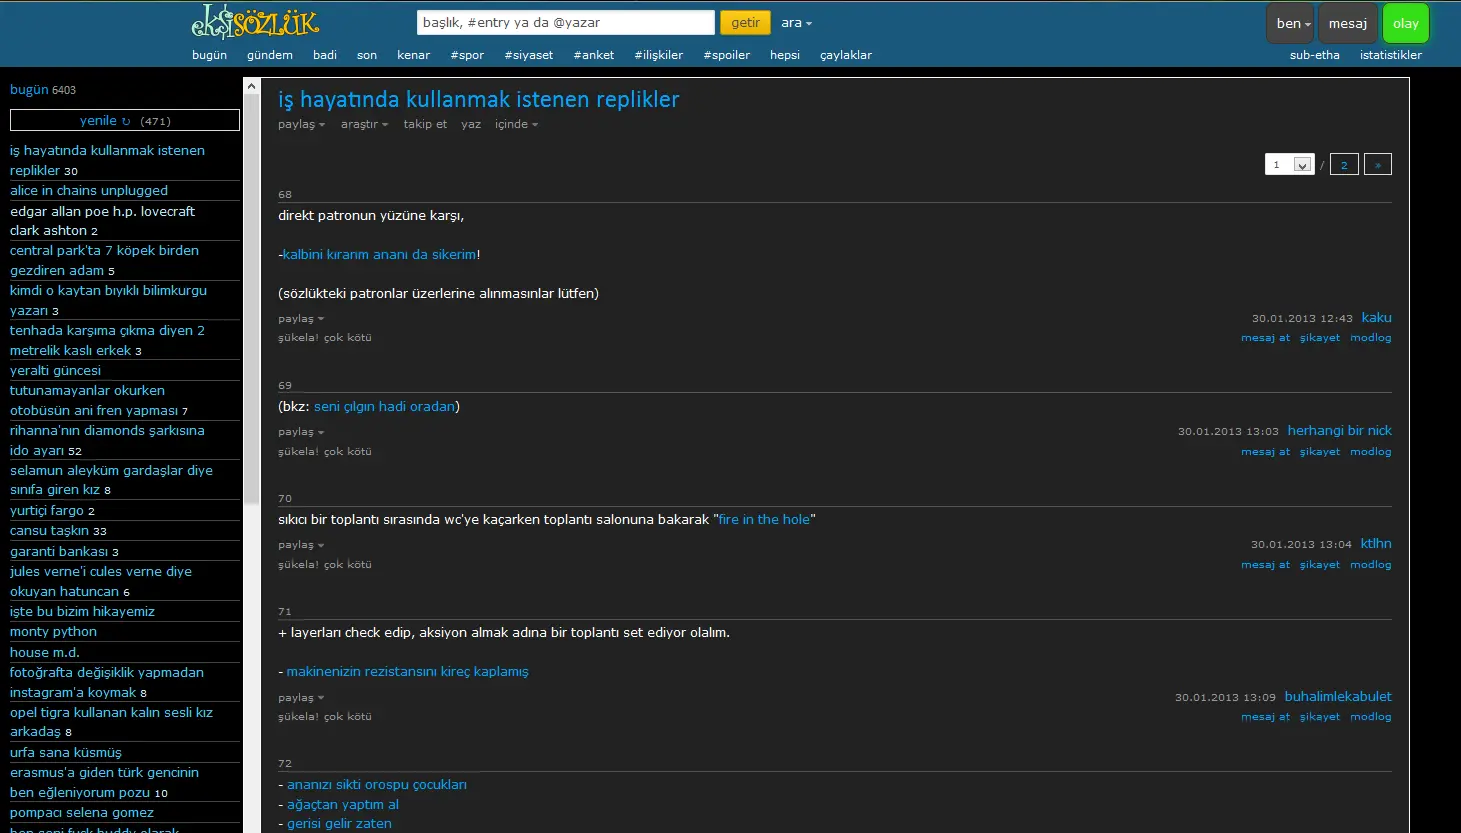 ekşi SÖZLÜK
başlık, #entry ya da @yazar
getir
ara
ben
mesaj
olay
bugün gündem badi son kenar #spor #siyaset #anket #ilişkiler #spoiler hepsi çaylaklar
sub-etha istatistikler
bugün 6403
yenile ↻ (471)
iş hayatında kullanmak istenen
replikler 30
alice in chains unplugged
edgar allan poe h.p. lovecraft
clark ashton 2
central park'ta 7 köpek birden
gezdiren adam 5
kimdi o kaytan bıyıklı bilimkurgu
yazarı 3
tenhada karşıma çıkma diyen 2
metrelik kaslı erkek 3
yeralti güncesi
tutunamayanlar okurken
otobüsün ani fren yapması 7
rihanna'nın diamonds şarkısına
ido ayarı 52
selamun aleyküm gardaşlar diye
sınıfa giren kız 8
yurtiçi fargo 2
cansu taşkın 33
garanti bankası 3
jules verne'i cules verne diye
okuyan hatuncan 6
işte bu bizim hikayemiz
monty python
house m.d.
fotoğrafta değişiklik yapmadan
instagram'a koymak 8
opel tigra kullanan kalın sesli kız
arkadaş 8
urfa sana küsmüş
erasmus'a giden türk gencinin
ben eğleniyorum pozu 10
pompacı selena gomez
ben seni fuck buddy olarak
iş hayatında kullanmak istenen replikler
paylaş araştır takip et yaz içinde
1 / 2 »
68
direkt patronun yüzüne karşı,
-kalbini kırarım ananı da sikerim!
(sözlükteki patronlar üzerlerine alınmasınlar lütfen)
paylaş 30.01.2013 12:43 kaku
şükela! çok kötü mesaj at şikayet modlog
69
(bkz: seni çılgın hadi oradan)
paylaş 30.01.2013 13:03 herhangi bir nick
şükela! çok kötü mesaj at şikayet modlog
70
sıkıcı bir toplantı sırasında wc'ye kaçarken toplantı salonuna bakarak "fire in the hole"
paylaş 30.01.2013 13:04 ktlhn
şükela! çok kötü mesaj at şikayet modlog
71
+ layerları check edip, aksiyon almak adına bir toplantı set ediyor olalım.
- makinenizin rezistansını kireç kaplamış
paylaş 30.01.2013 13:09 buhalimlekabulet
şükela! çok kötü mesaj at şikayet modlog
72
- ananızı sikti orospu çocukları
- ağaçtan yaptım al
- gerisi gelir zaten